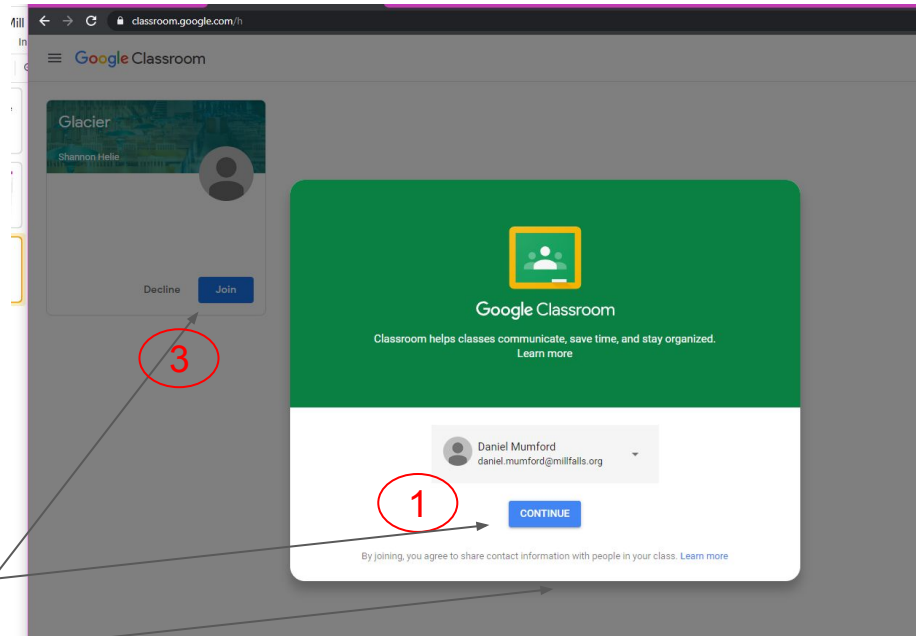 Mill
In
classroom.google.com/h
Google Classroom
Glacier
Shannon Helie
Decline
Join
3
Google Classroom
Classroom helps classes communicate, save time, and stay organized.
Learn more
Daniel Mumford
daniel.mumford@millfalls.org
1
CONTINUE
By joining, you agree to share contact information with people in your class. Learn more